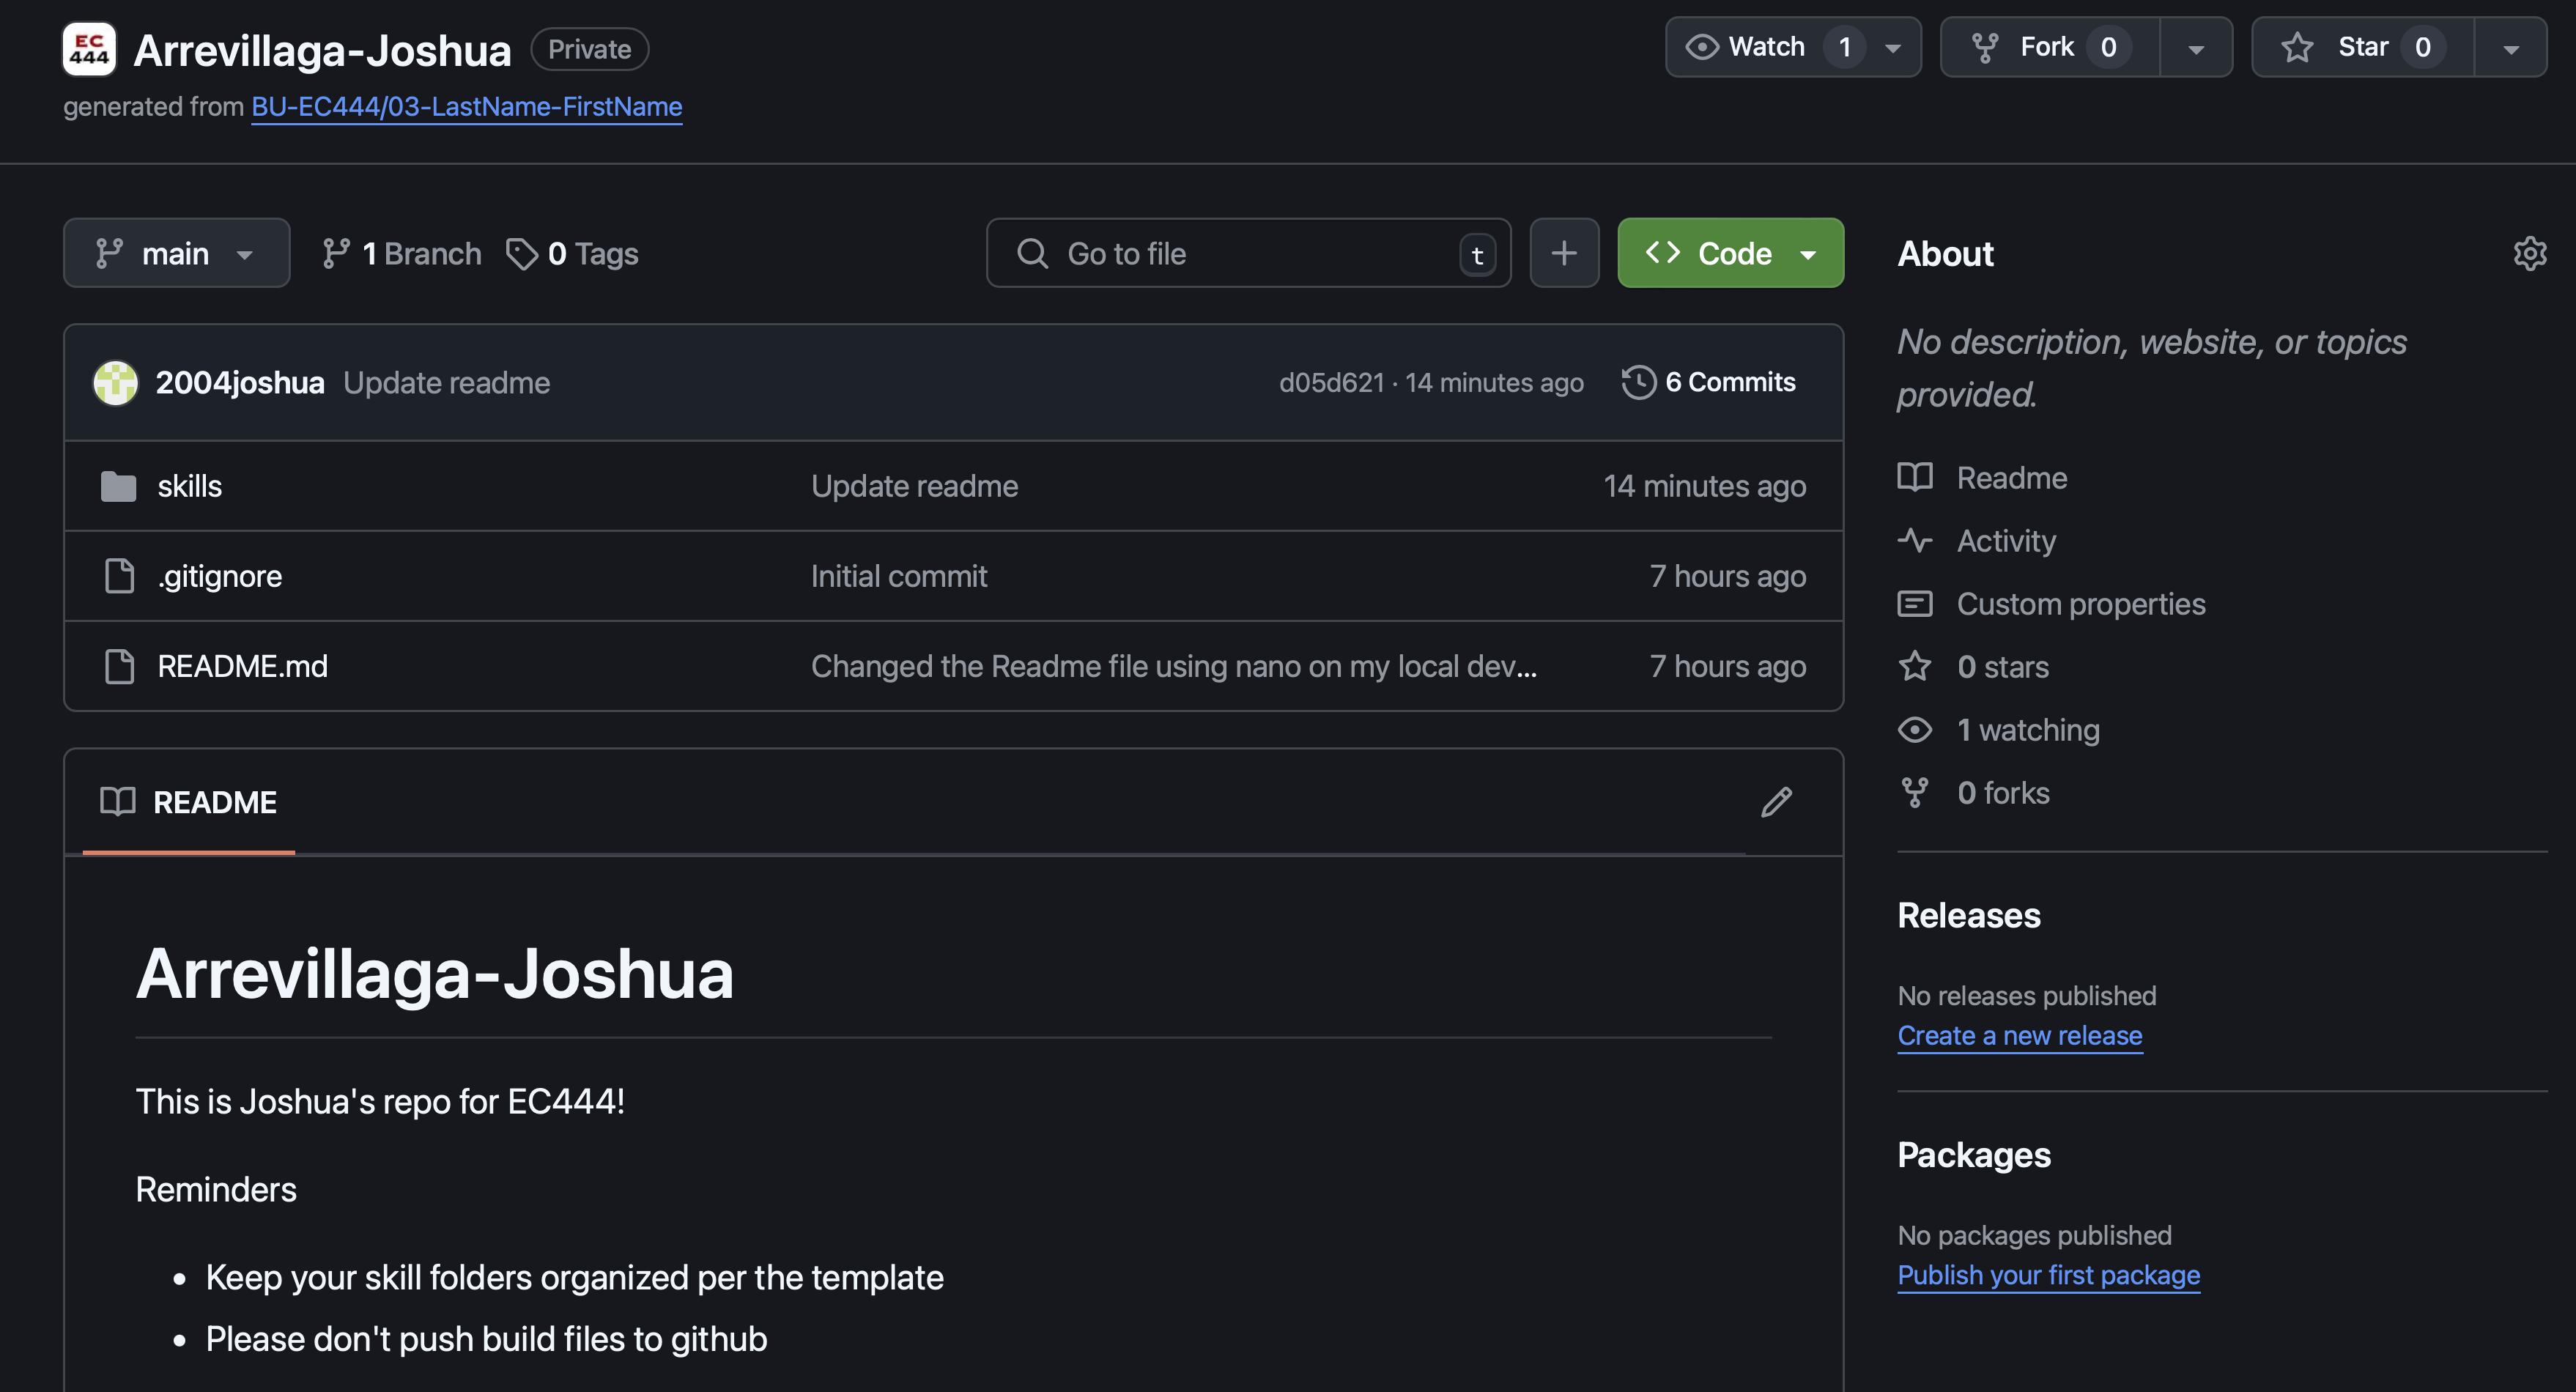 EC
444
Arrevillaga-Joshua Private
Watch 1
Fork 0
Star 0
generated from BU-EC444/03-LastName-FirstName
main
1 Branch
0 Tags
Go to file
t
Code
2004joshua Update readme
d05d621 · 14 minutes ago
6 Commits
skills Update readme 14 minutes ago
.gitignore Initial commit 7 hours ago
README.md Changed the Readme file using nano on my local dev... 7 hours ago
README
Arrevillaga-Joshua
This is Joshua's repo for EC444!
Reminders
• Keep your skill folders organized per the template
• Please don't push build files to github
About
No description, website, or topics
provided.
Readme
Activity
Custom properties
0 stars
1 watching
0 forks
Releases
No releases published
Create a new release
Packages
No packages published
Publish your first package